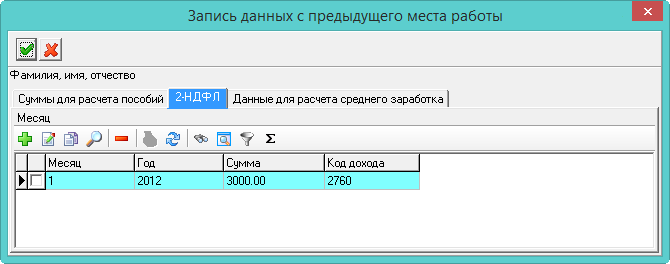 Запись данных с предыдущего места работы
Фамилия, имя, отчество
Суммы для расчета пособий 2-НДФЛ Данные для расчета среднего заработка
Месяц
Σ
Месяц Год Сумма Код дохода
1 2012 3000.00 2760